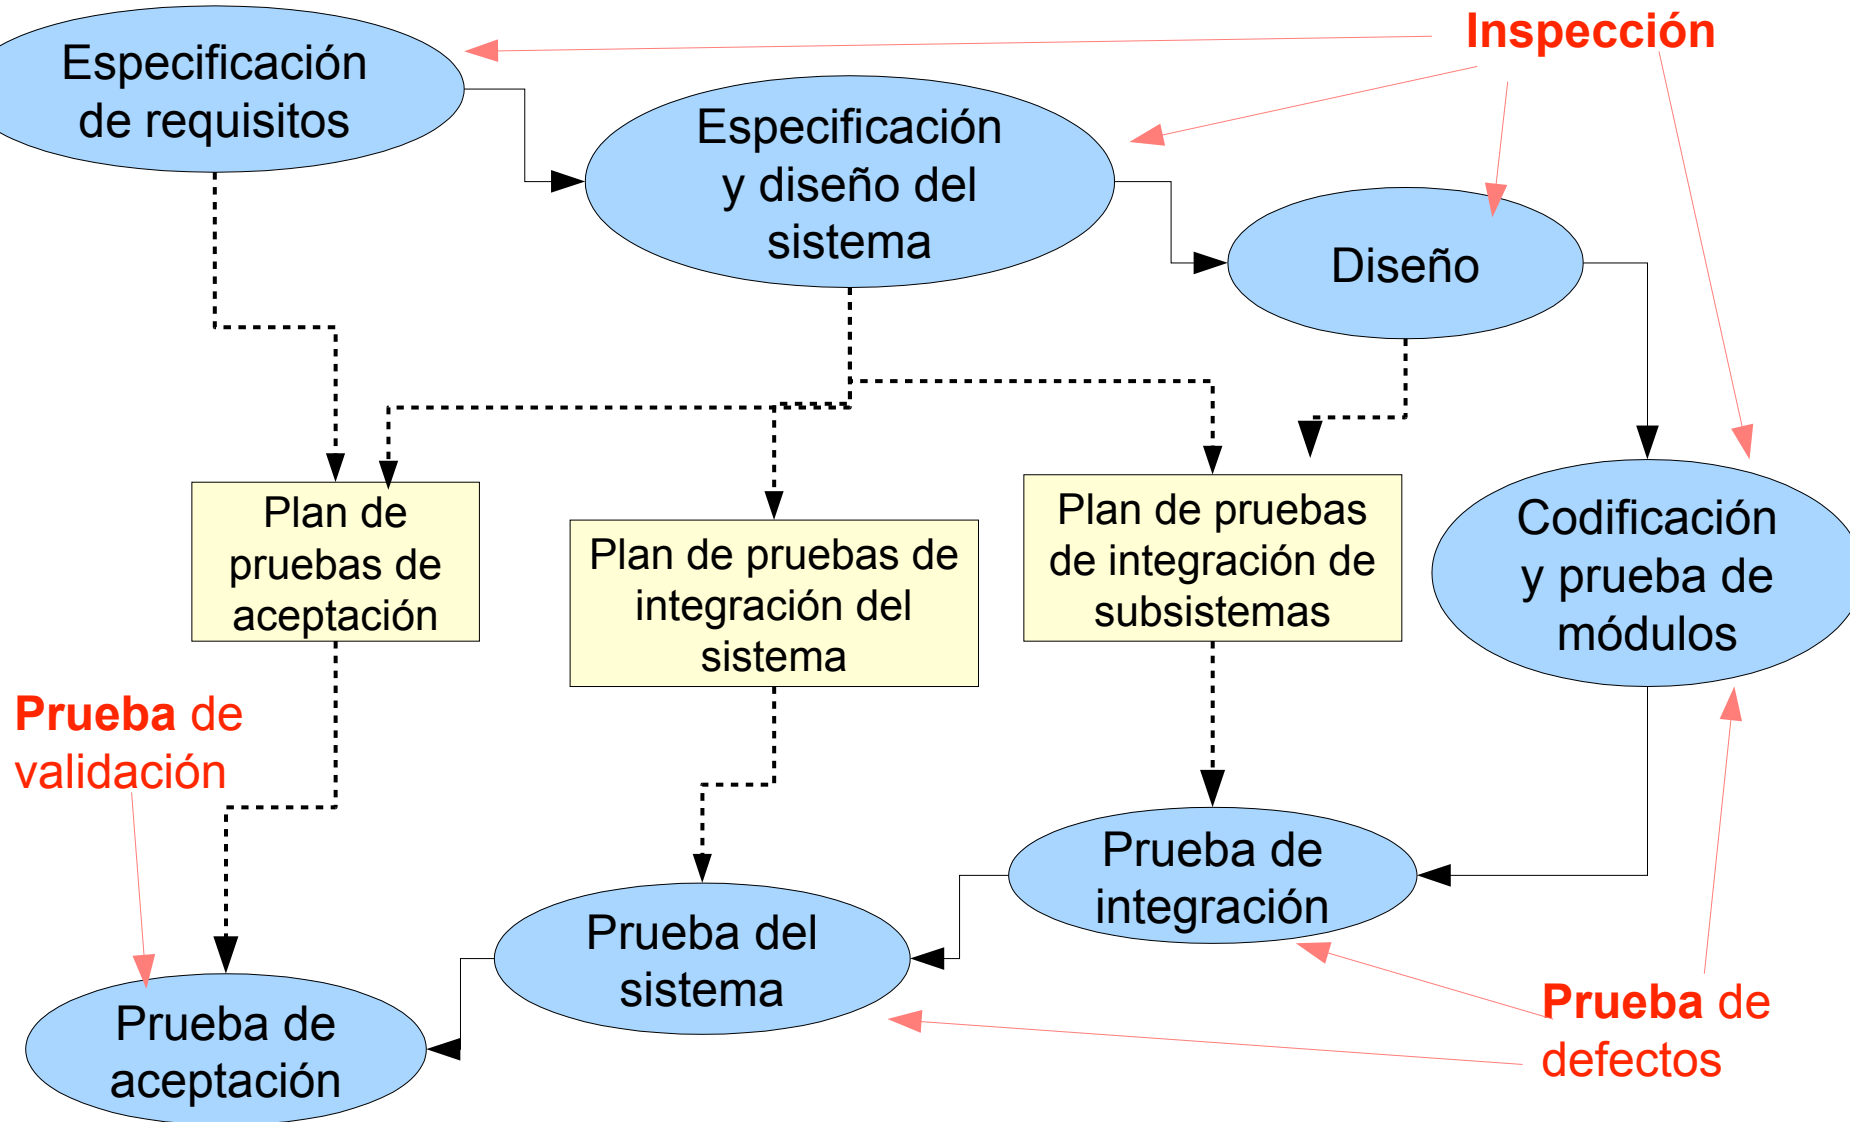 Inspección
Especificación
de requisitos
Especificación
y diseño del
sistema
Diseño
Plan de
pruebas de
aceptación
Plan de pruebas de
integración del
sistema
Plan de pruebas
de integración de
subsistemas
Codificación
y prueba de
módulos
Prueba de
validación
Prueba de
integración
Prueba del
sistema
Prueba de
aceptación
Prueba de
defectos